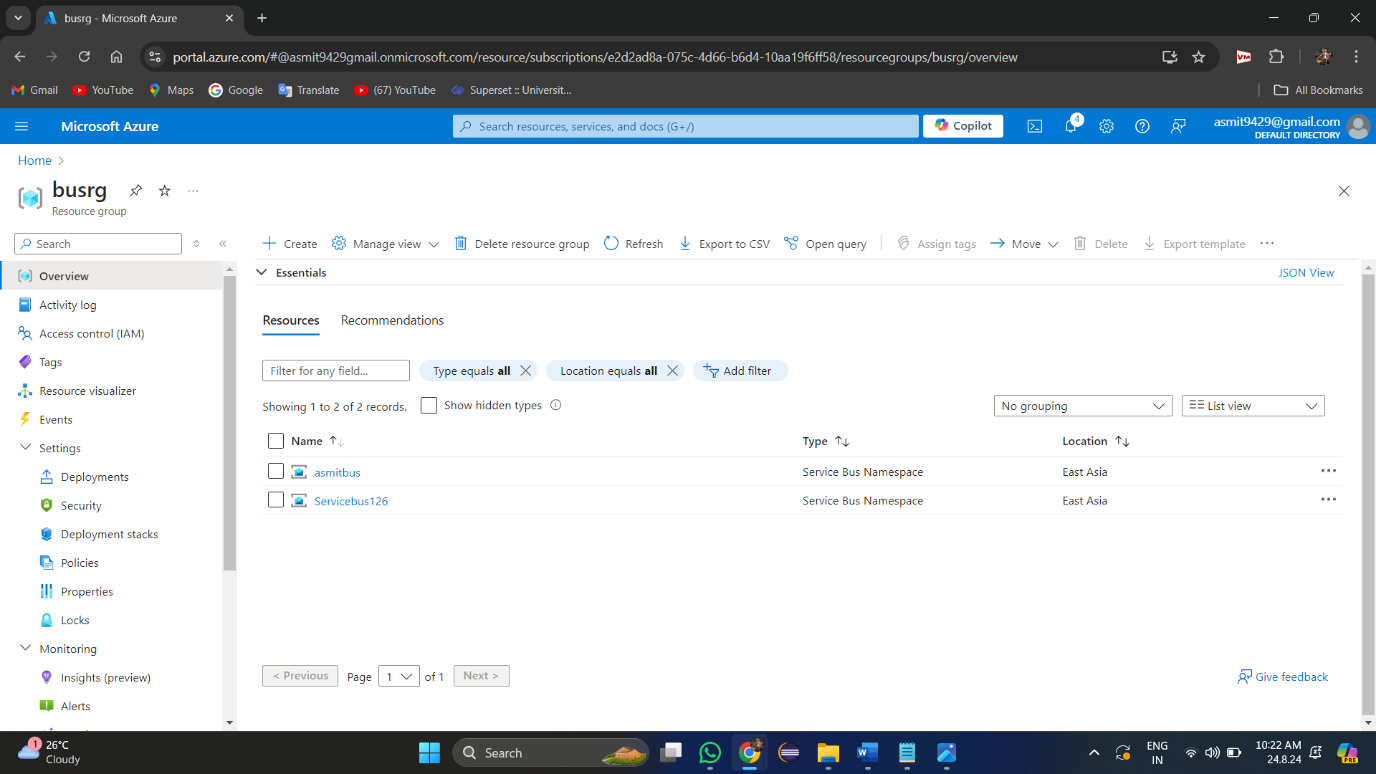 busrg - Microsoft Azure
portal.azure.com/#@asmit9429gmail.onmicrosoft.com/resource/subscriptions/e2d2ad8a-075c-4d66-b6d4-10aa19f6ff58/resourcegroups/busrg/overview
Gmail YouTube Maps Google Translate (67) YouTube Superset :: Universit... All Bookmarks
Microsoft Azure Search resources, services, and docs (G+/) Copilot 4 asmit9429@gmail.com
DEFAULT DIRECTORY
Home
busrg
Resource group
Search
Create Manage view Delete resource group Refresh Export to CSV Open query Assign tags Move Delete Export template
Overview
Activity log
Access control (IAM)
Tags
Resource visualizer
Events
Settings
Deployments
Security
Deployment stacks
Policies
Properties
Locks
Monitoring
Insights (preview)
Alerts
Essentials JSON View
Resources Recommendations
Filter for any field... Type equals all Location equals all Add filter
Showing 1 to 2 of 2 records. Show hidden types No grouping List view
Name Type Location
asmitbus Service Bus Namespace East Asia
Servicebus126 Service Bus Namespace East Asia
< Previous Page 1 of 1 Next > Give feedback
1 26°C
Cloudy
Search
ENG
IN
10:22 AM
24.8.24
PRE